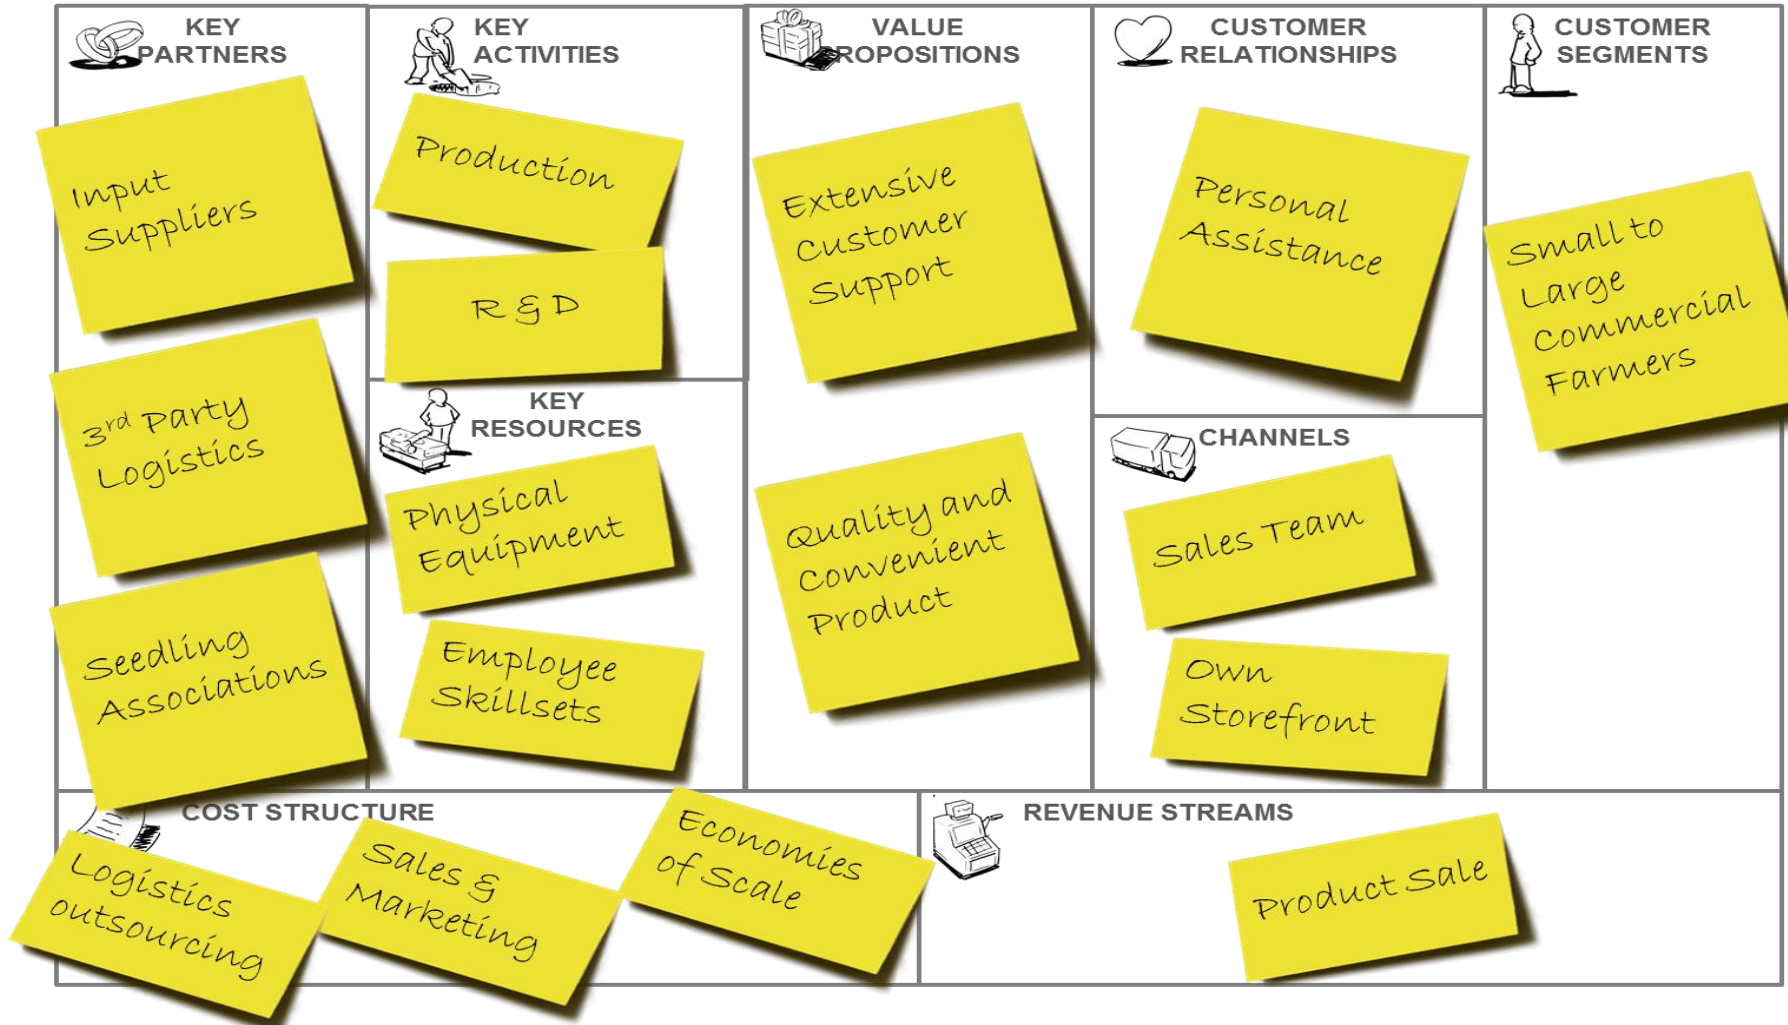 KEY
PARTNERS
Input
Suppliers
3rd Party
Logistics
Seedling
Associations
KEY
ACTIVITIES
Production
R & D
KEY
RESOURCES
Physical
Equipment
Employee
Skillsets
VALUE
ROPOSITIONS
Extensive
Customer
Support
Quality and
Convenient
Product
CUSTOMER
RELATIONSHIPS
Personal
Assistance
CHANNELS
Sales Team
Own
Storefront
CUSTOMER
SEGMENTS
Small to
Large
Commercial
Farmers
COST STRUCTURE
Logistics
outsourcing
Sales &
Marketing
Economies
of Scale
REVENUE STREAMS
Product Sale